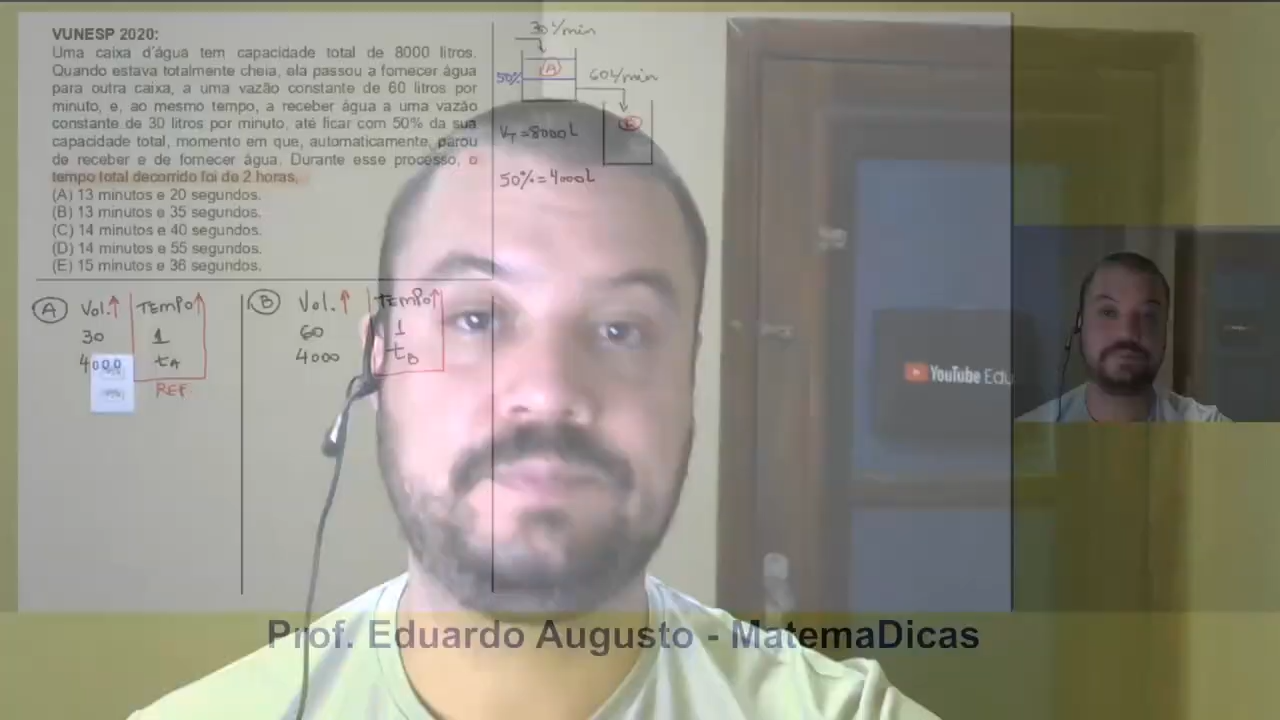 VUNESP 2020:
Uma caixa d'água tem capacidade total de 8000 litros.
Quando estava totalmente cheia, ela passou a fornecer água
para outra caixa, a uma vazão constante de 60 litros por
minuto, e, ao mesmo tempo, a receber água a uma vazão
constante de 30 litros por minuto, até ficar com 50% da sua
capacidade total, momento em que, automaticamente, parou
de receber e de fornecer água. Durante esse processo, o
tempo total decorrido foi de 2 horas,
(A) 13 minutos e 20 segundos.
(B) 13 minutos e 35 segundos.
(C) 14 minutos e 40 segundos.
(D) 14 minutos e 55 segundos.
(E) 15 minutos e 36 segundos.
30 L/min
A
50%
60L/min
B
VT = 8000L
50% = 4000L
A Vol. TEMPO
30 1
4000 tA
REF.
B Vol. TEMPO
60 1
4000 tB
YouTube Edu
Prof. Eduardo Augusto - MatemaDicas